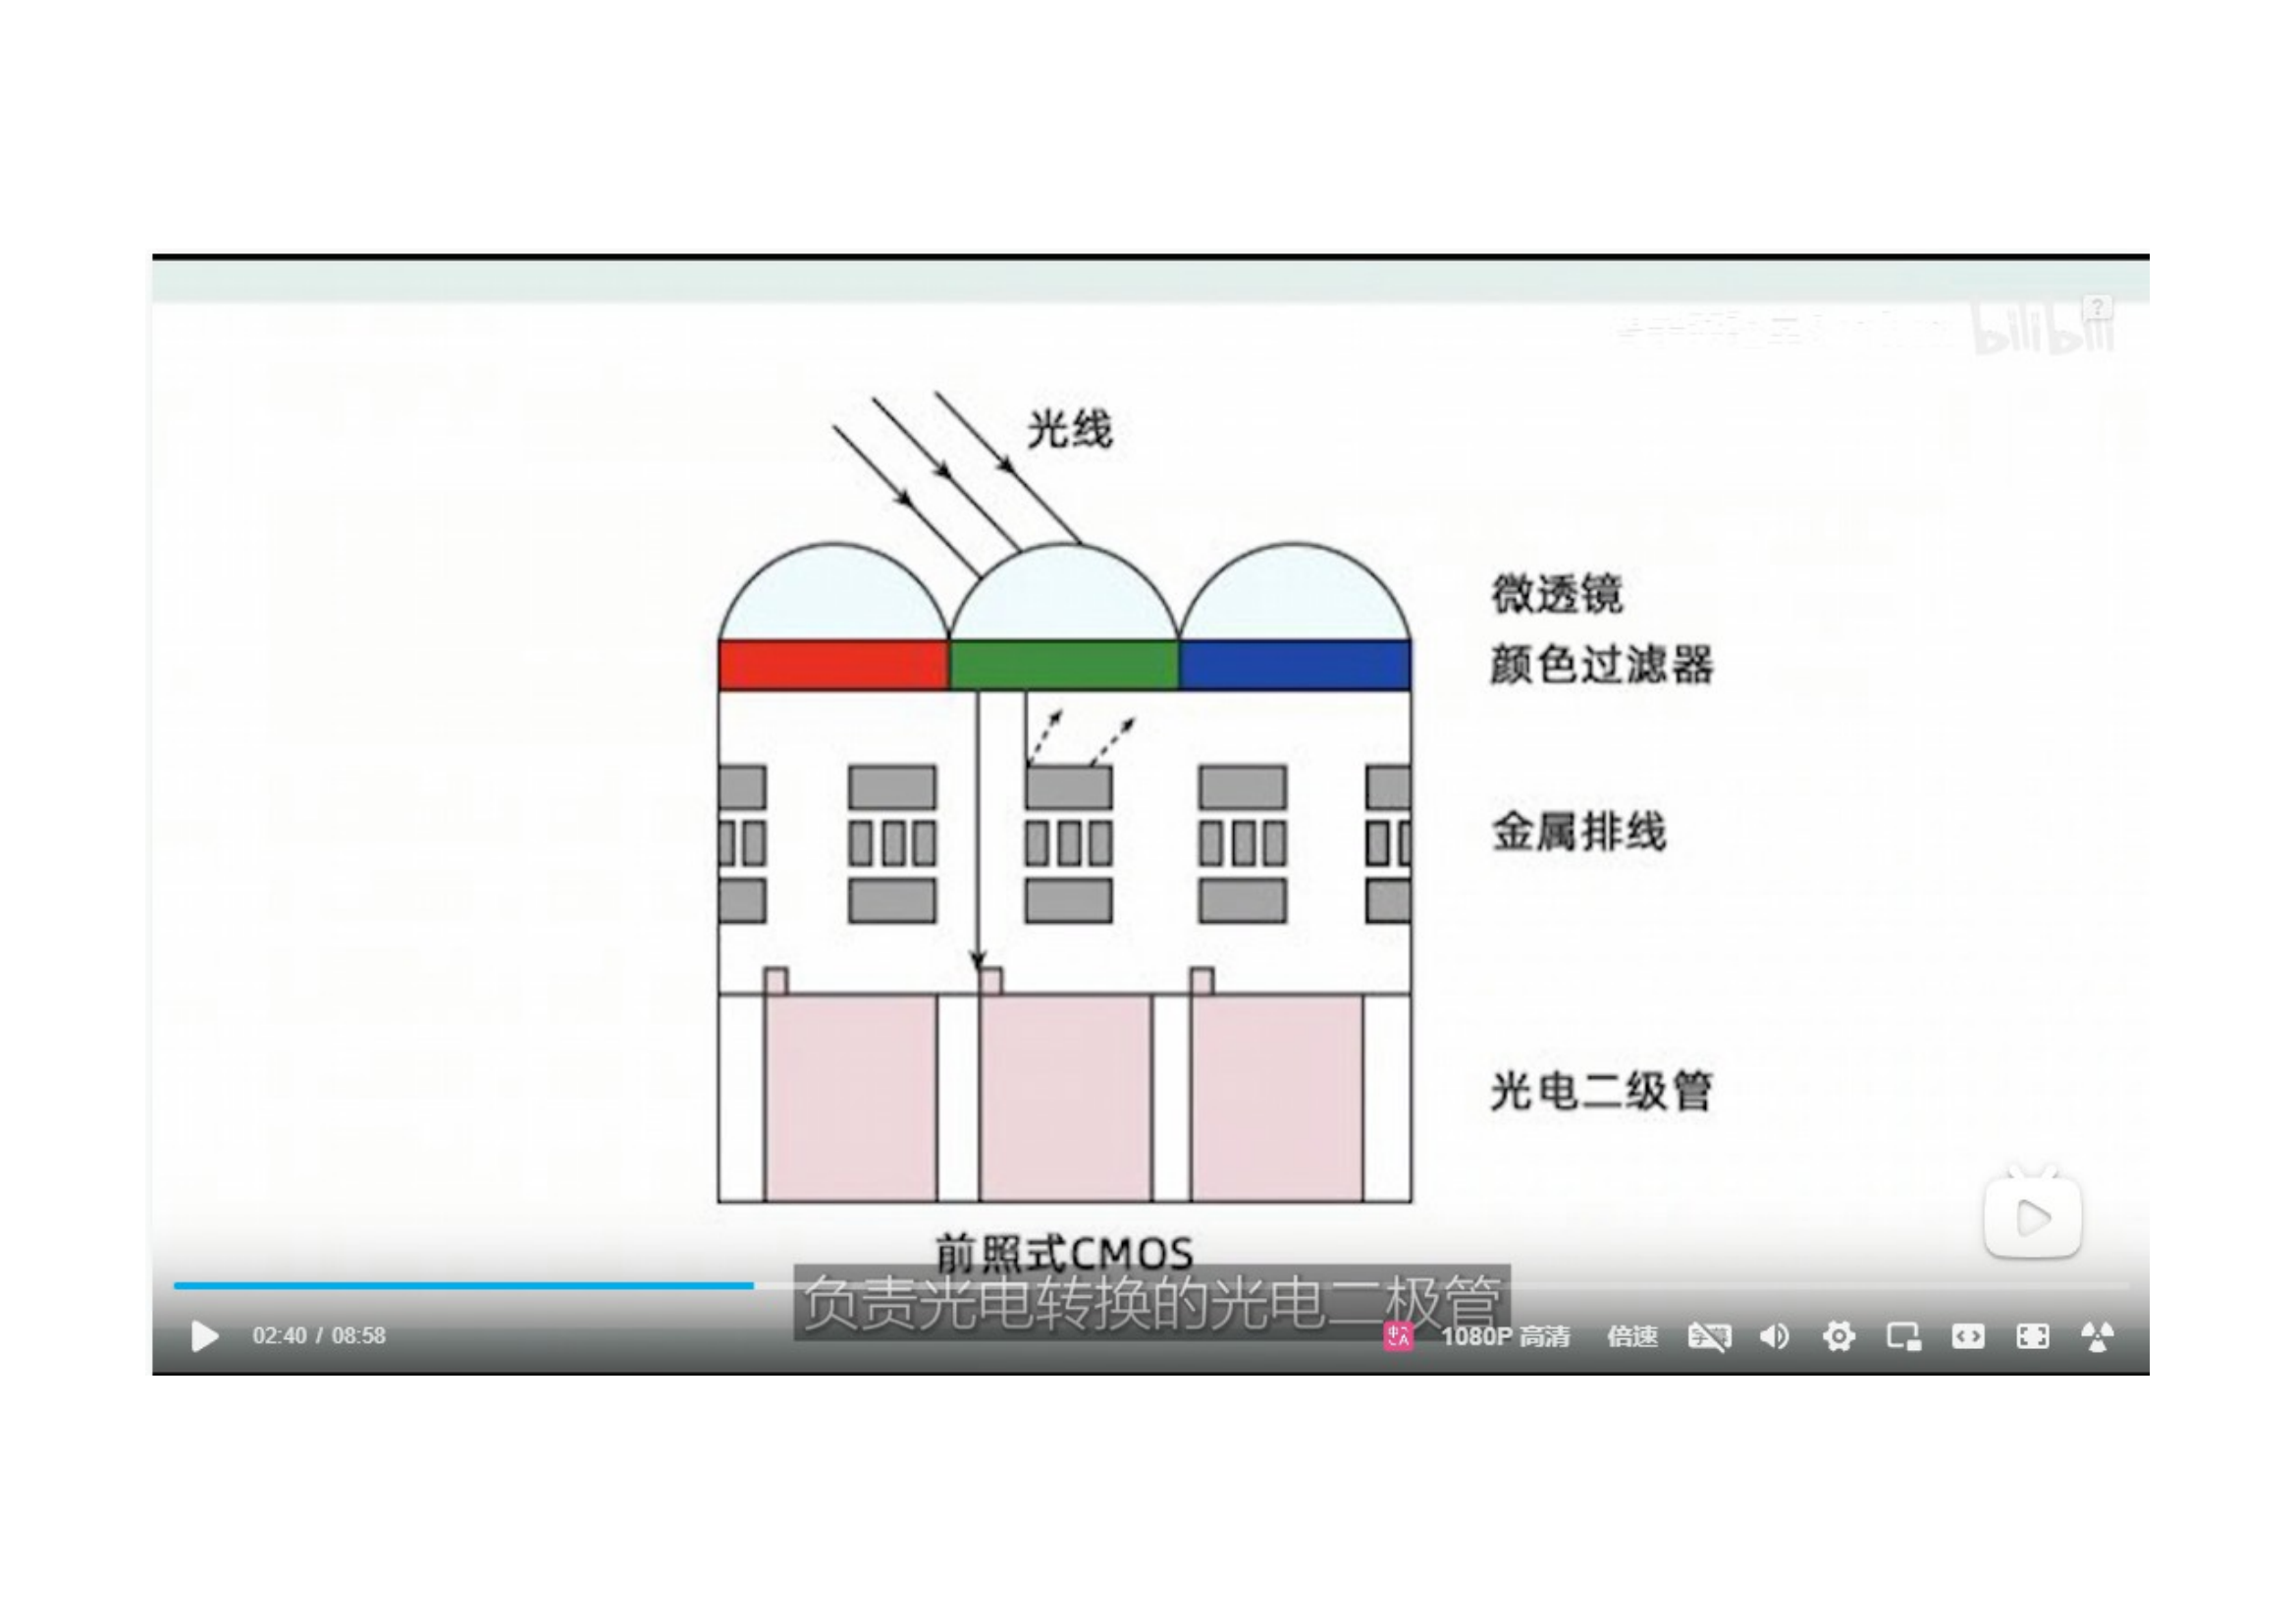 bilibili
?
光线
微透镜
颜色过滤器
金属排线
光电二级管
前照式CMOS
负责光电转换的光电二极管
02:40 / 08:58
1080P 高清
倍速
字幕